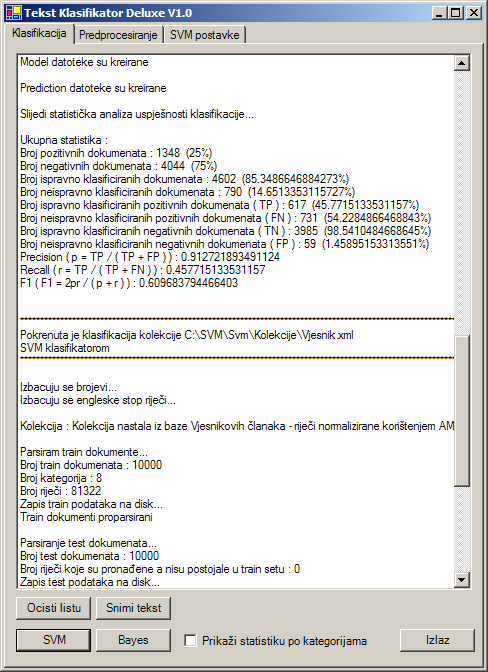 Tekst Klasifikator Deluxe V1.0
Klasifikacija Predprocesiranje SVM postavke
Model datoteke su kreirane
Prediction datoteke su kreirane
Slijedi statistička analiza uspješnosti klasifikacije...
Ukupna statistika :
Broj pozitivnih dokumenata : 1348 (25%)
Broj negativnih dokumenata : 4044 (75%)
Broj ispravno klasificiranih dokumenata : 4602 (85.3486646884273%)
Broj neispravno klasificiranih dokumenata : 790 (14.6513353115727%)
Broj ispravno klasificiranih pozitivnih dokumenata ( TP ) : 617 (45.7715133531157%)
Broj neispravno klasificiranih pozitivnih dokumenata ( FN ) : 731 (54.2284866468843%)
Broj ispravno klasificiranih negativnih dokumenata ( TN ) : 3985 (98.5410484668645%)
Broj neispravno klasificiranih negativnih dokumenata ( FP ) : 59 (1.45895153313551%)
Precision ( p = TP / ( TP + FP ) ) : 0.912721893491124
Recall ( r = TP / ( TP + FN ) ) : 0.457715133531157
F1 ( F1 = 2pr / ( p + r ) ) : 0.609683794466403
Pokrenuta je klasifikacija kolekcije C:\SVM\Svm\Kolekcije\Vjesnik.xml
SVM klasifikatorom
Izbacuju se brojevi...
Izbacuju se engleske stop riječi...
Kolekcija : Kolekcija nastala iz baze Vjesnikovih članaka - riječi normalizirane korištenjem AM
Parsiram train dokumente...
Broj train dokumenata : 10000
Broj kategorija : 8
Broj riječi : 81322
Zapis train podataka na disk...
Train dokumenti proparsirani
Parsiranje test dokumenata...
Broj test dokumenata : 10000
Broj riječi koje su pronađene a nisu postojale u train setu : 0
Zapis test podataka na disk...
Ocisti listu Snimi tekst
SVM Bayes Prikaži statistiku po kategorijama Izlaz